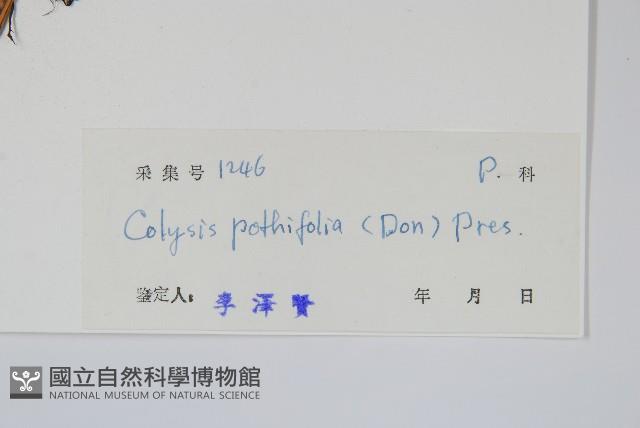 采集号 1246 P. 科
Colysis pothifolia (Don) Pres.
鉴定人: 李泽賢 年 月 日
國立自然科學博物館
NATIONAL MUSEUM OF NATURAL SCIENCE